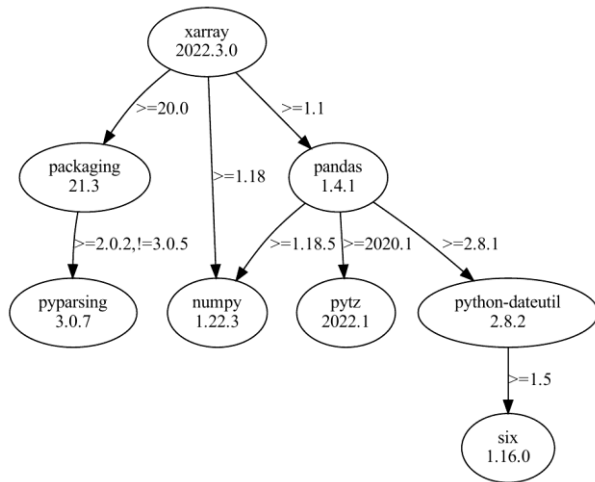 xarray
2022.3.0
>=20.0
>=1.1
>=1.18
packaging
21.3
pandas
1.4.1
>=2.0.2,!=3.0.5
>=1.18.5
>=2020.1
>=2.8.1
pyparsing
3.0.7
numpy
1.22.3
pytz
2022.1
python-dateutil
2.8.2
>=1.5
six
1.16.0